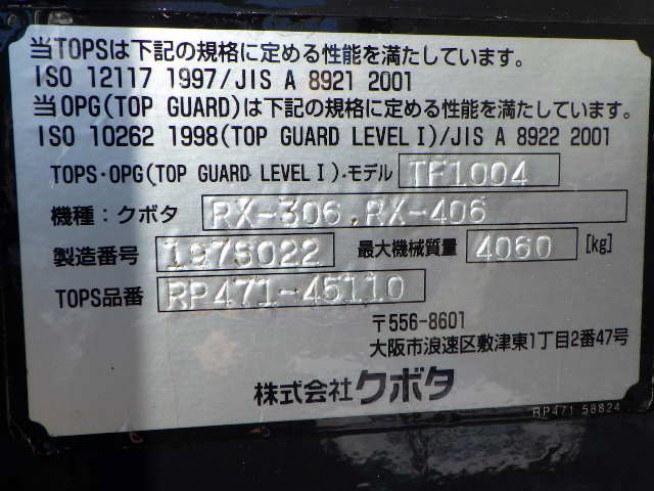 当TOPSは下記の規格に定める性能を満たしています。
ISO 12117 1997/JIS A 8921 2001
当OPG(TOP GUARD)は下記の規格に定める性能を満たしています。
ISO 10262 1998(TOP GUARD LEVEL I)/JIS A 8922 2001
TOPS・OPG(TOP GUARD LEVEL I)・モデル TF1004
機種：クボタ RX-306,RX-406
製造番号 1978022 最大機械質量 4060 [kg]
TOPS品番 RP471-45110
〒556-8601
大阪市浪速区敷津東1丁目2番47号
株式会社クボタ
RP471 58824